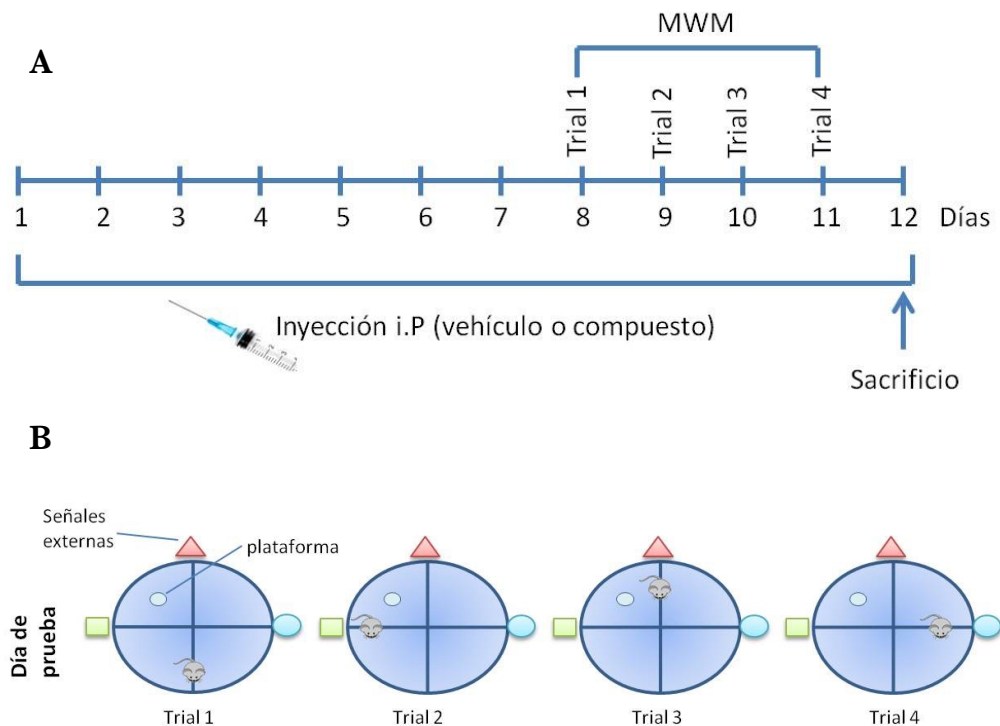 A
MWM
Trial 1
Trial 2
Trial 3
Trial 4
1 2 3 4 5 6 7 8 9 10 11 12 Días
Inyección i.P (vehículo o compuesto)
Sacrificio
B
Señales
externas
plataforma
Día de
prueba
Trial 1 Trial 2 Trial 3 Trial 4